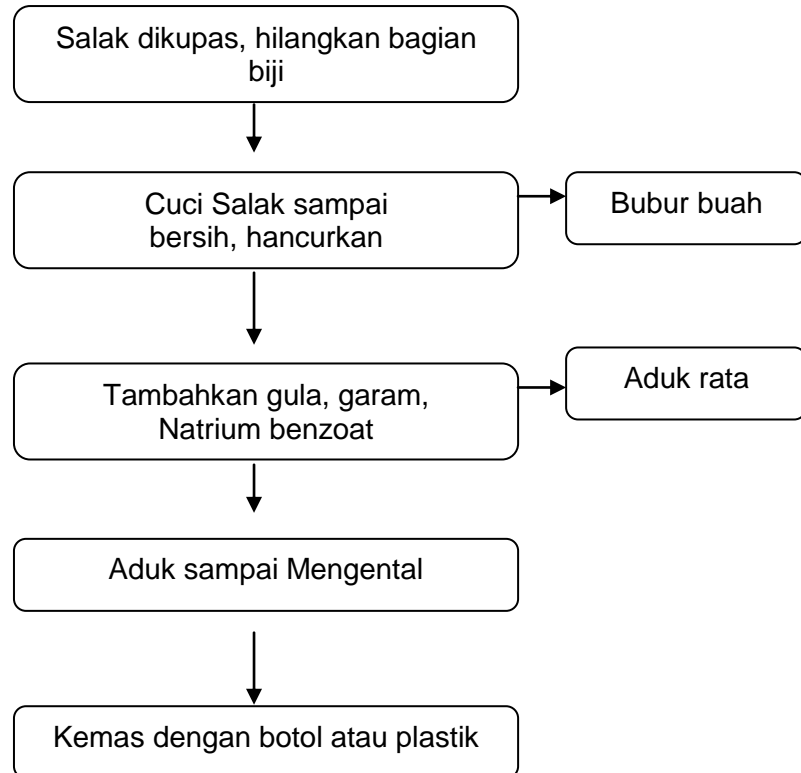 Salak dikupas, hilangkan bagian
biji
Cuci Salak sampai
bersih, hancurkan
Bubur buah
Tambahkan gula, garam,
Natrium benzoat
Aduk rata
Aduk sampai Mengental
Kemas dengan botol atau plastik